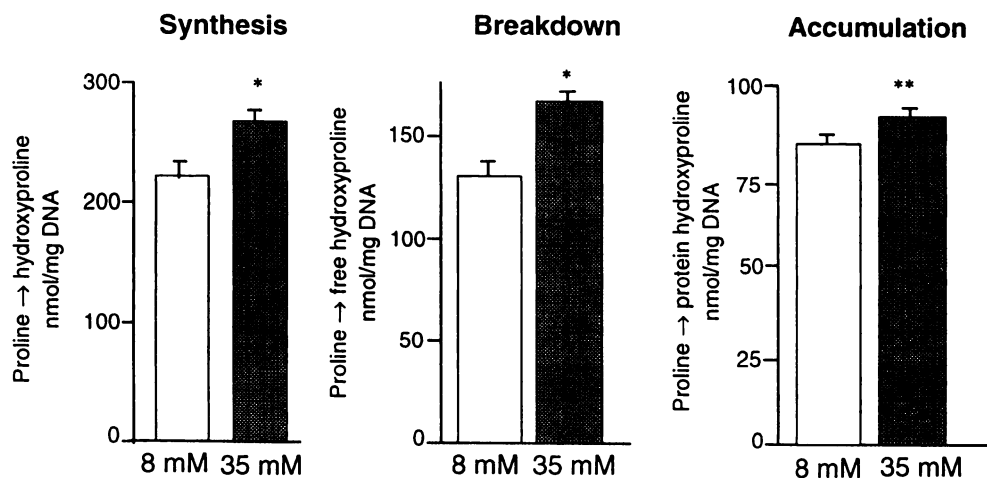 Synthesis
Proline → hydroxyproline
nmol/mg DNA
300
200
100
0
*
8 mM
35 mM
Breakdown
Proline → free hydroxyproline
nmol/mg DNA
150
100
50
0
*
8 mM
35 mM
Accumulation
Proline → protein hydroxyproline
nmol/mg DNA
100
75
50
25
0
**
8 mM
35 mM